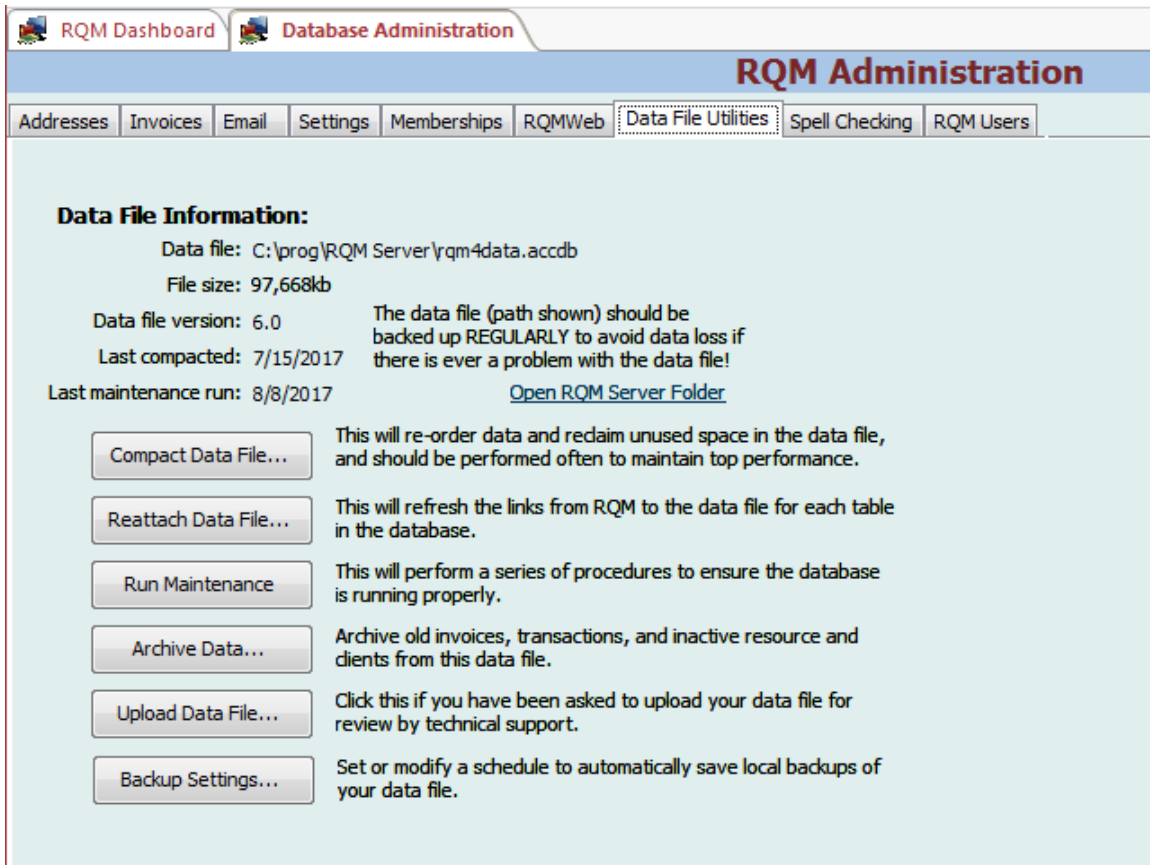 RQM Dashboard Database Administration
RQM Administration
Addresses Invoices Email Settings Memberships RQMWeb Data File Utilities Spell Checking RQM Users
Data File Information:
Data file: C:\prog\RQM Server\rqm4data.accdb
File size: 97,668kb
Data file version: 6.0
Last compacted: 7/15/2017
Last maintenance run: 8/8/2017
The data file (path shown) should be
backed up REGULARLY to avoid data loss if
there is ever a problem with the data file!
Open RQM Server Folder
Compact Data File...
This will re-order data and reclaim unused space in the data file,
and should be performed often to maintain top performance.
Reattach Data File...
This will refresh the links from RQM to the data file for each table
in the database.
Run Maintenance
This will perform a series of procedures to ensure the database
is running properly.
Archive Data...
Archive old invoices, transactions, and inactive resource and
clients from this data file.
Upload Data File...
Click this if you have been asked to upload your data file for
review by technical support.
Backup Settings...
Set or modify a schedule to automatically save local backups of
your data file.